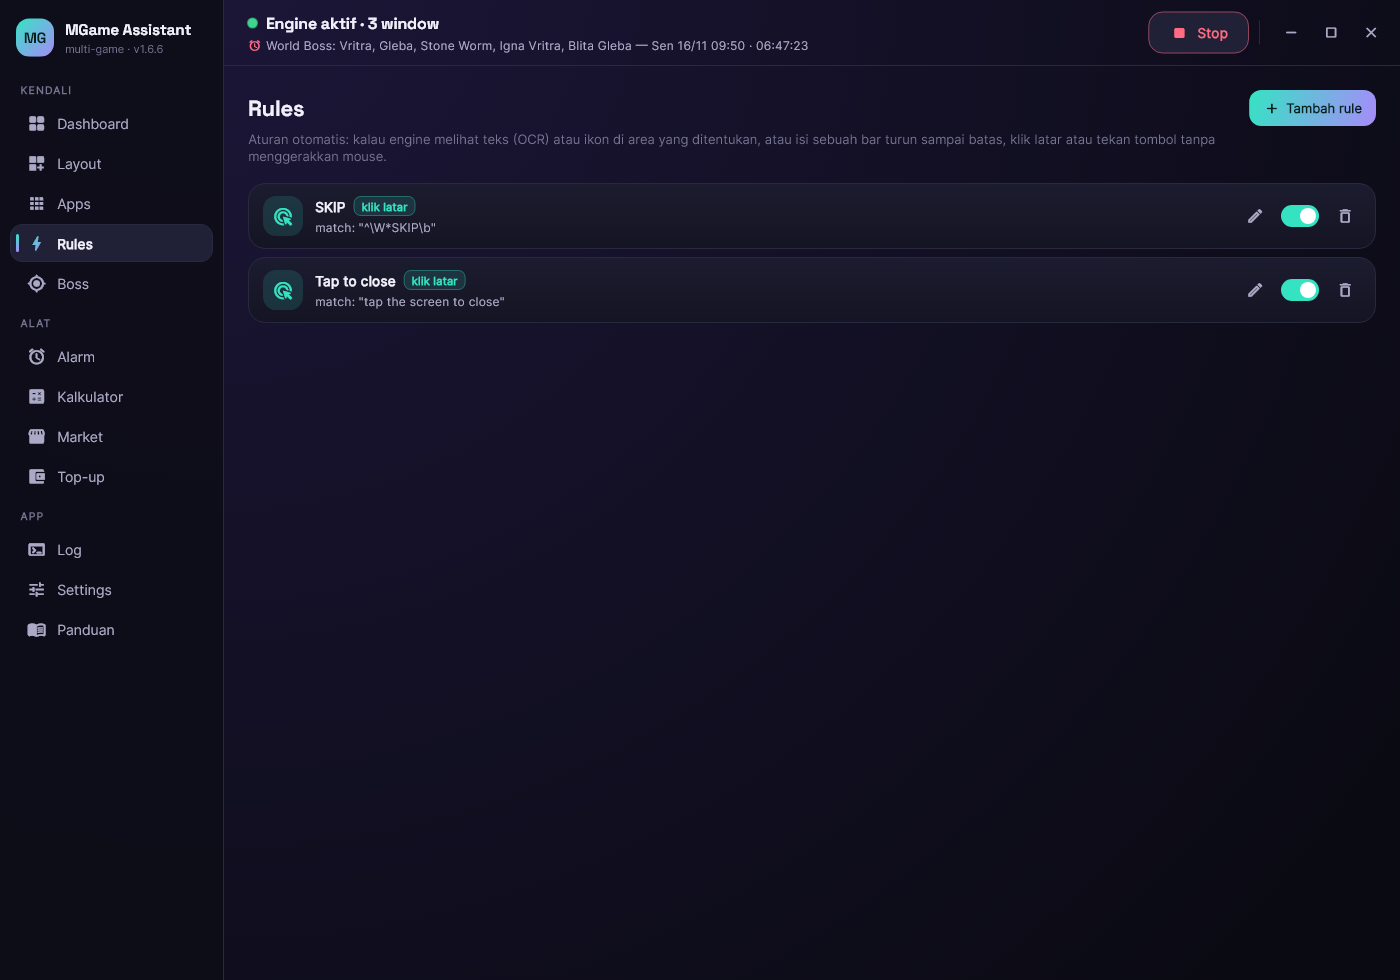 MG
MGame Assistant
multi-game · v1.6.6
KENDALI
Dashboard
Layout
Apps
Rules
Boss
ALAT
Alarm
Kalkulator
Market
Top-up
APP
Log
Settings
Panduan
Engine aktif · 3 window
World Boss: Vritra, Gleba, Stone Worm, Igna Vritra, Blita Gleba — Sen 16/11 09:50 · 06:47:23
Stop
Rules
Tambah rule
Aturan otomatis: kalau engine melihat teks (OCR) atau ikon di area yang ditentukan, atau isi sebuah bar turun sampai batas, klik latar atau tekan tombol tanpa
menggerakkan mouse.
SKIP klik latar
match: "^\W*SKIP\b"
Tap to close klik latar
match: "tap the screen to close"